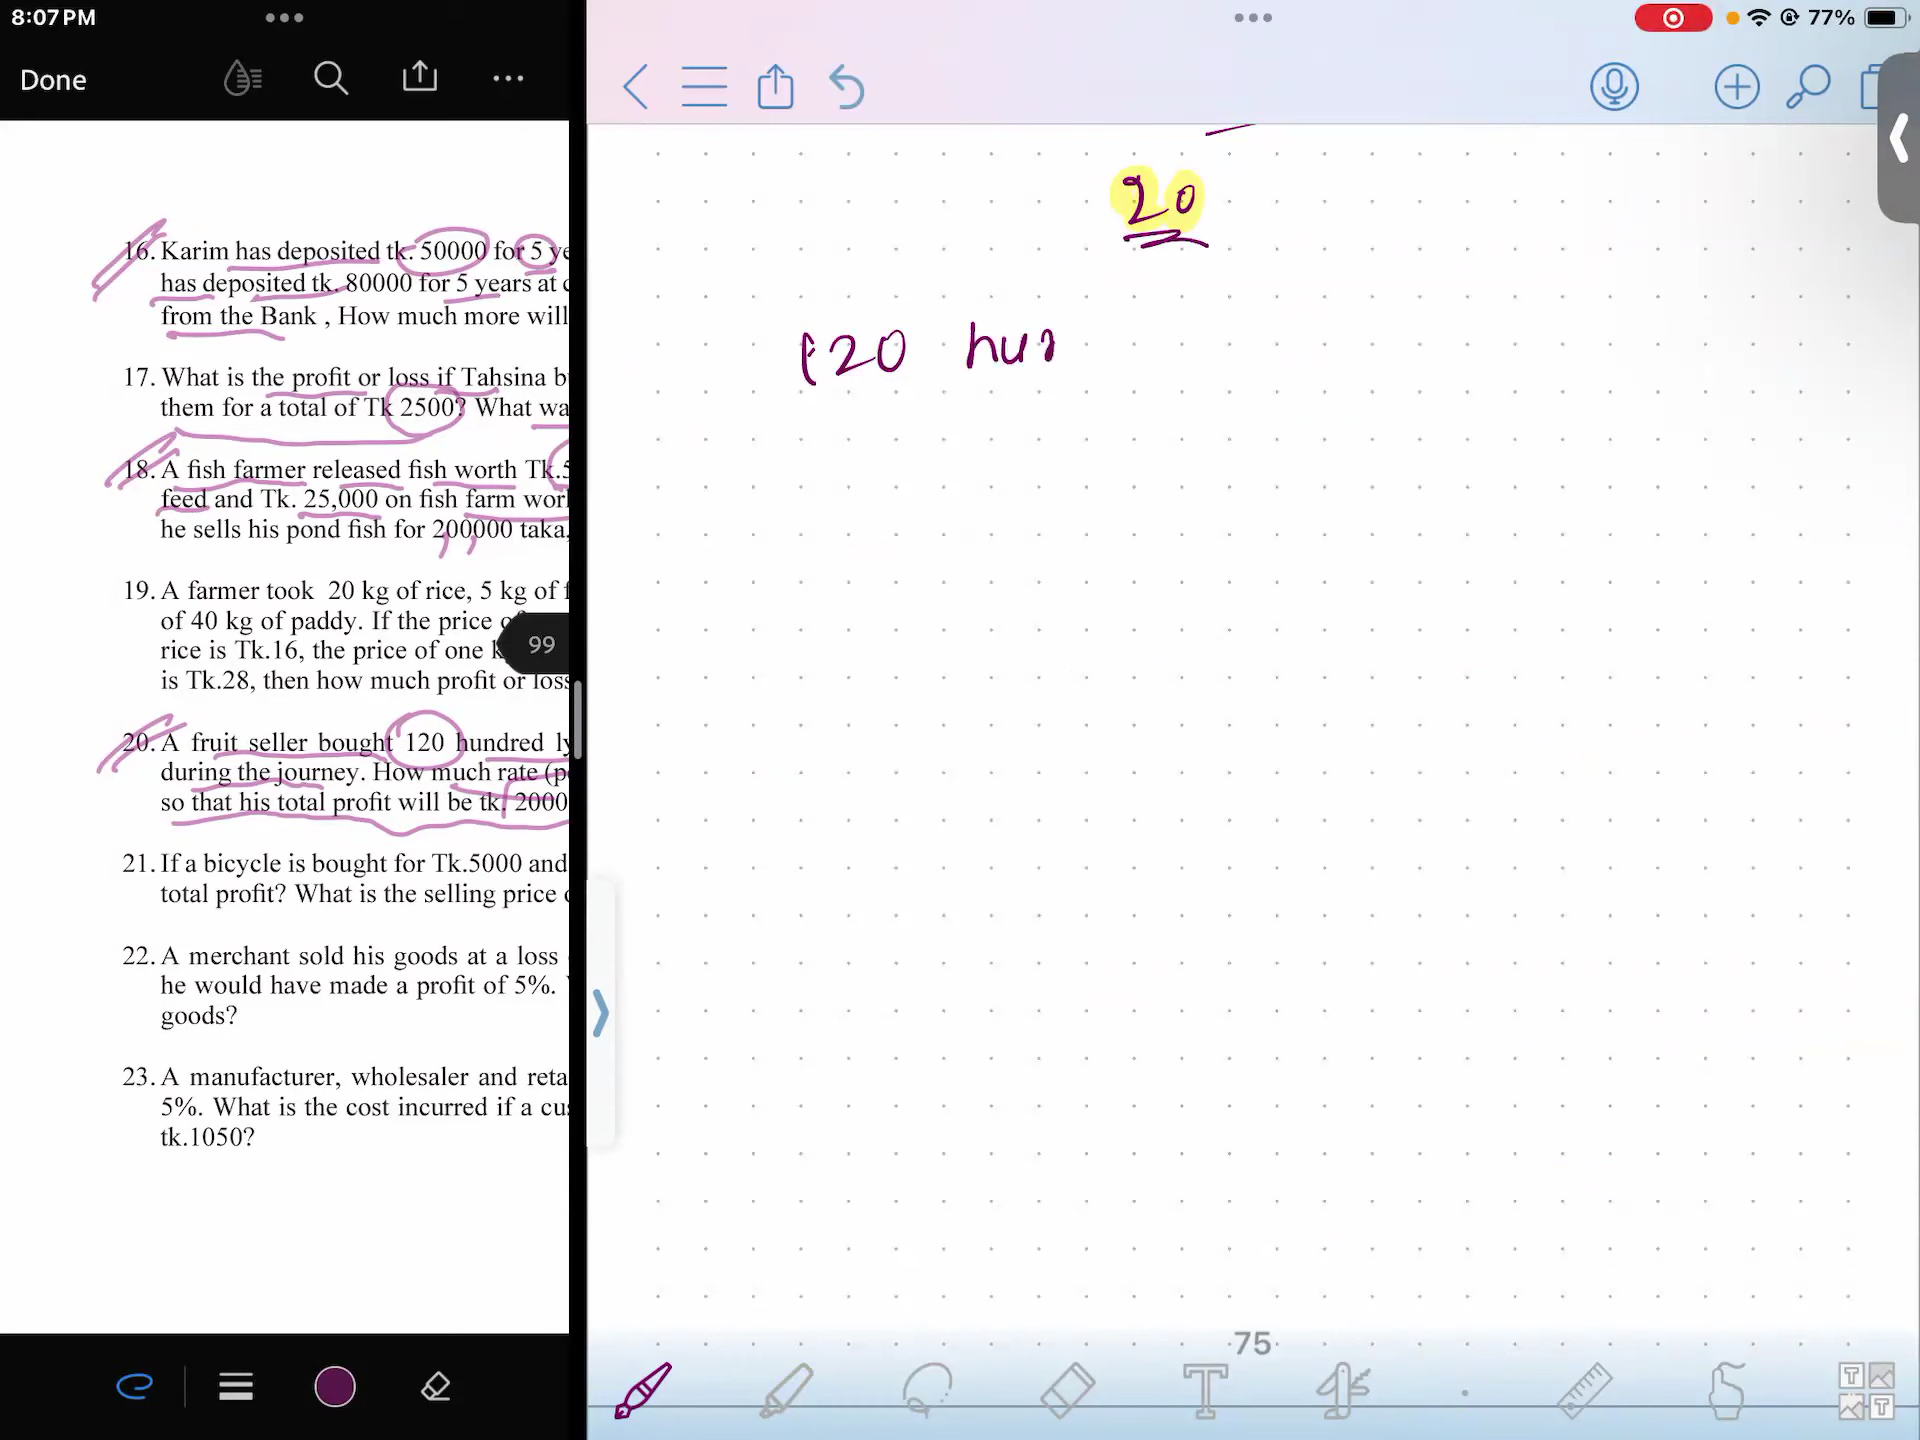 8:07 PM
77%
Done
16. Karim has deposited tk. 50000 for 5 ye
has deposited tk. 80000 for 5 years at
from the Bank , How much more will
17. What is the profit or loss if Tahsina b
them for a total of Tk 2500? What wa
18. A fish farmer released fish worth Tk.5
feed and Tk. 25,000 on fish farm wor
he sells his pond fish for 200000 taka,
19. A farmer took 20 kg of rice, 5 kg of
of 40 kg of paddy. If the price
rice is Tk.16, the price of one
is Tk.28, then how much profit or loss
99
20. A fruit seller bought 120 hundred ly
during the journey. How much rate (p
so that his total profit will be tk. 2000
21. If a bicycle is bought for Tk.5000 and
total profit? What is the selling price
22. A merchant sold his goods at a loss
he would have made a profit of 5%.
goods?
23. A manufacturer, wholesaler and reta
5%. What is the cost incurred if a cus
tk.1050?
20
120 hun
75
T
T
T